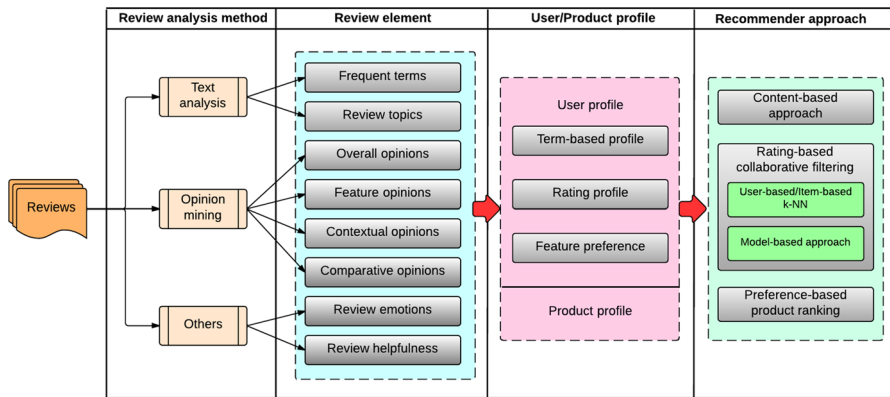 Review analysis method
Review element
User/Product profile
Recommender approach
Reviews
Text
analysis
Opinion
mining
Others
Frequent terms
Review topics
Overall opinions
Feature opinions
Contextual opinions
Comparative opinions
Review emotions
Review helpfulness
User profile
Term-based profile
Rating profile
Feature preference
Product profile
Content-based
approach
Rating-based
collaborative filtering
User-based/Item-based
k-NN
Model-based approach
Preference-based
product ranking